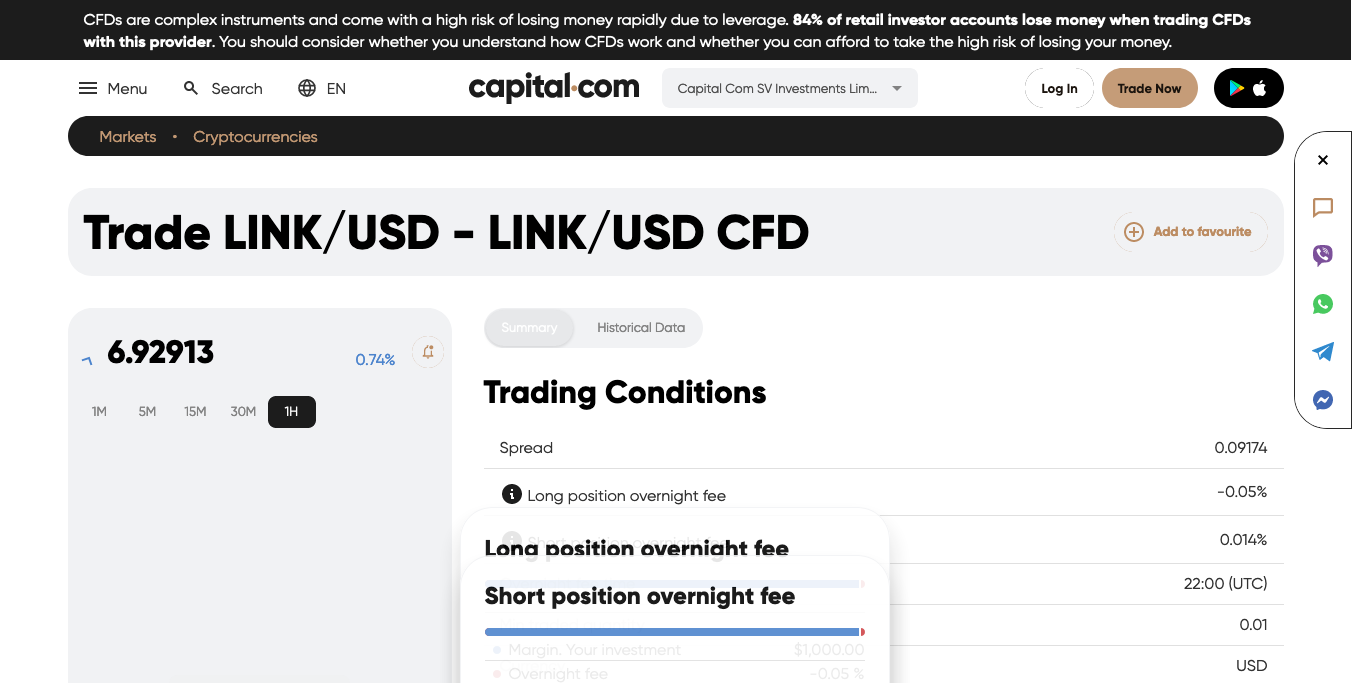 CFDs are complex instruments and come with a high risk of losing money rapidly due to leverage. 84% of retail investor accounts lose money when trading CFDs
with this provider. You should consider whether you understand how CFDs work and whether you can afford to take the high risk of losing your money.
Menu Search EN capital.com Capital Com SV Investments Lim... Log In Trade Now
Markets • Cryptocurrencies
Trade LINK/USD - LINK/USD CFD
Add to favourite
6.92913
0.74%
1M 5M 15M 30M 1H
Summary Historical Data
Trading Conditions
Spread 0.09174
Long position overnight fee -0.05%
Short position overnight fee 0.014%
Long position overnight fee
22:00 (UTC)
Short position overnight fee
0.01
Margin. Your investment $1,000.00
USD
Overnight fee -0.05 %